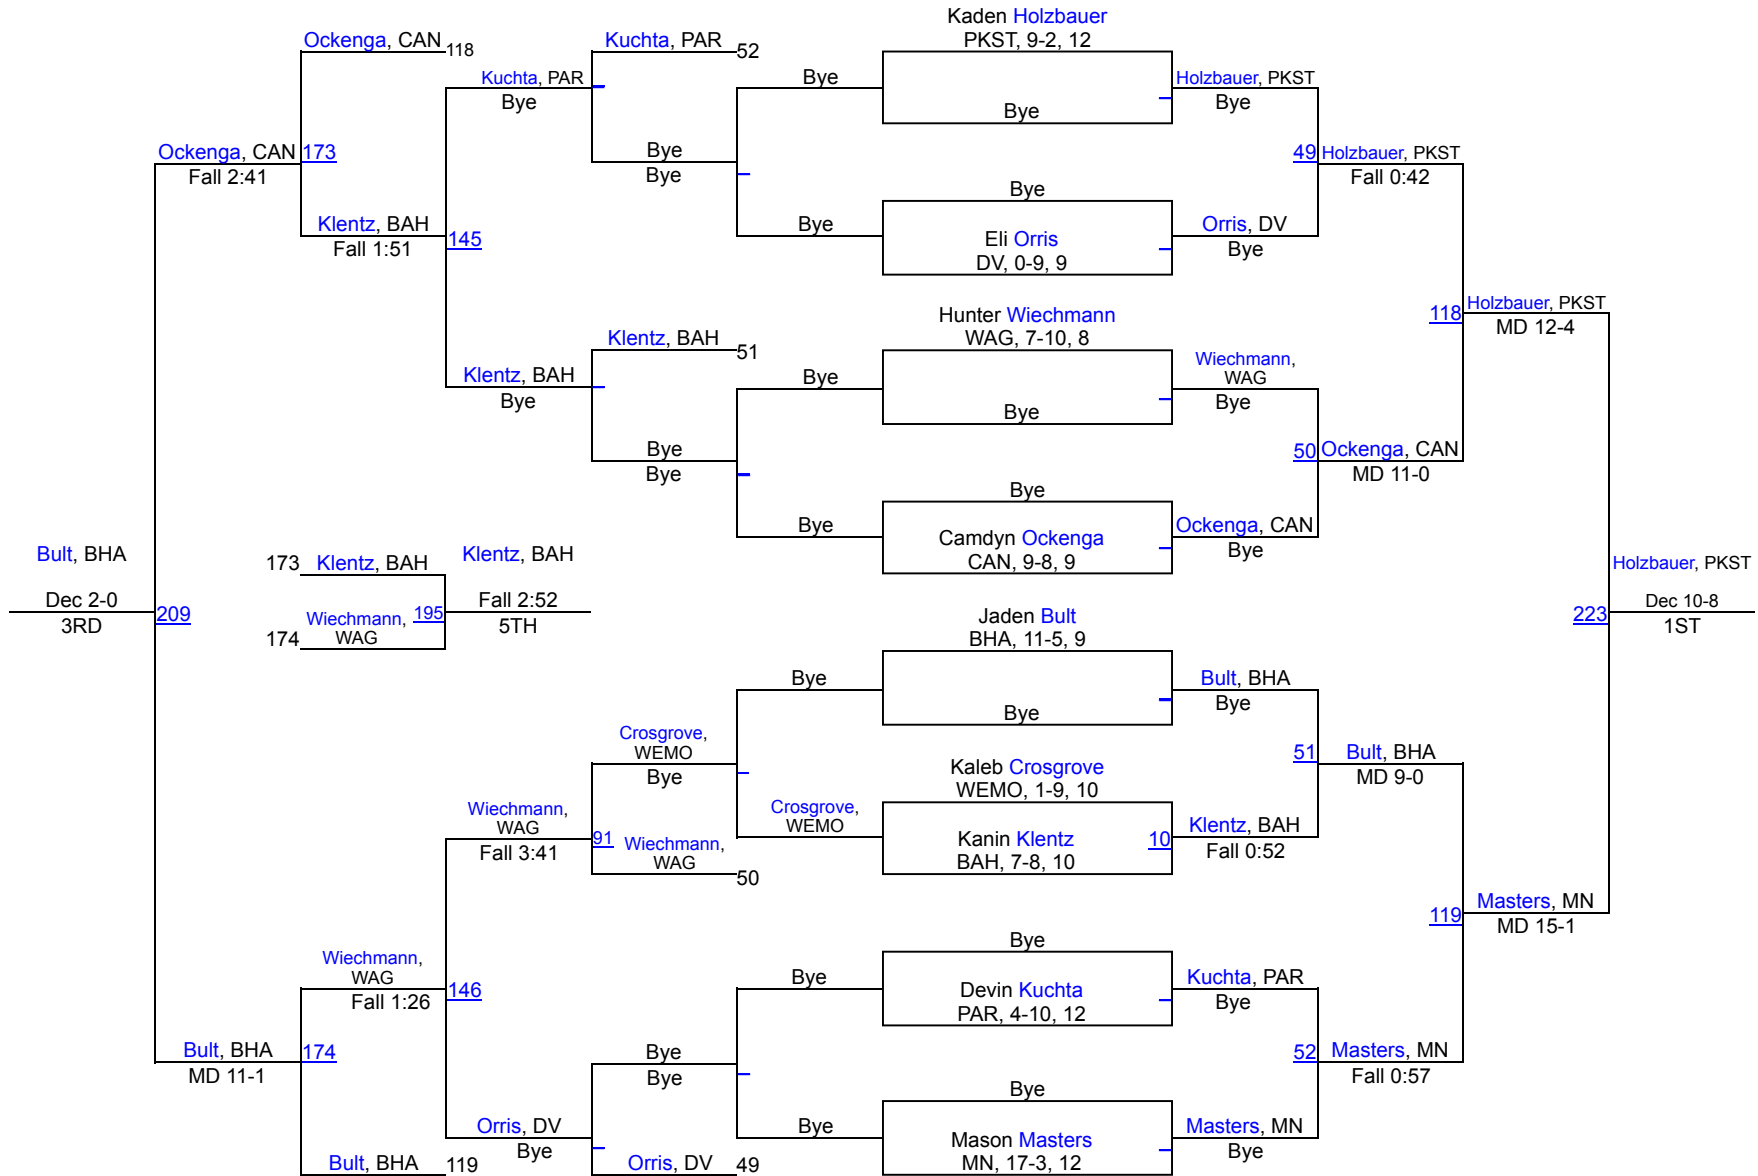 Kaden Holzbauer
PKST, 9-2, 12
Ockenga, CAN 118
Kuchta, PAR 52
Kuchta, PAR
Bye
Bye
Bye
Holzbauer, PKST
Bye
Ockenga, CAN 173
Fall 2:41
Bye
Bye
49 Holzbauer, PKST
Fall 0:42
Bye
Klentz, BAH
Fall 1:51
145
Bye
Eli Orris
DV, 0-9, 9
Orris, DV
Bye
Hunter Wiechmann
WAG, 7-10, 8
118 Holzbauer, PKST
MD 12-4
Klentz, BAH 51
Wiechmann,
WAG
Bye
Klentz, BAH
Bye
Bye
Bye
Bye
Bye
50 Ockenga, CAN
MD 11-0
Bye
Bye
Camdyn Ockenga
CAN, 9-8, 9
Ockenga, CAN
Bye
Bult, BHA
Dec 2-0
3RD
209
173 Klentz, BAH
Klentz, BAH
Wiechmann,
WAG
174
195
Fall 2:52
5TH
Holzbauer, PKST
223
Dec 10-8
1ST
Jaden Bult
BHA, 11-5, 9
Bye
Bye
Bult, BHA
Bye
Crosgrove,
WEMO
Bye
51 Bult, BHA
MD 9-0
Kaleb Crosgrove
WEMO, 1-9, 10
Crosgrove,
WEMO
Wiechmann,
WAG
Fall 3:41
91
Wiechmann,
WAG
50
Kanin Klentz
BAH, 7-8, 10
10
Klentz, BAH
Fall 0:52
119 Masters, MN
MD 15-1
Bye
Wiechmann,
WAG
Fall 1:26
146
Bye
Devin Kuchta
PAR, 4-10, 12
Kuchta, PAR
Bye
Bult, BHA 174
MD 11-1
Bye
Bye
52 Masters, MN
Fall 0:57
Bye
Orris, DV
Bye
Bye
Mason Masters
MN, 17-3, 12
Masters, MN
Bye
Bult, BHA 119
Orris, DV 49